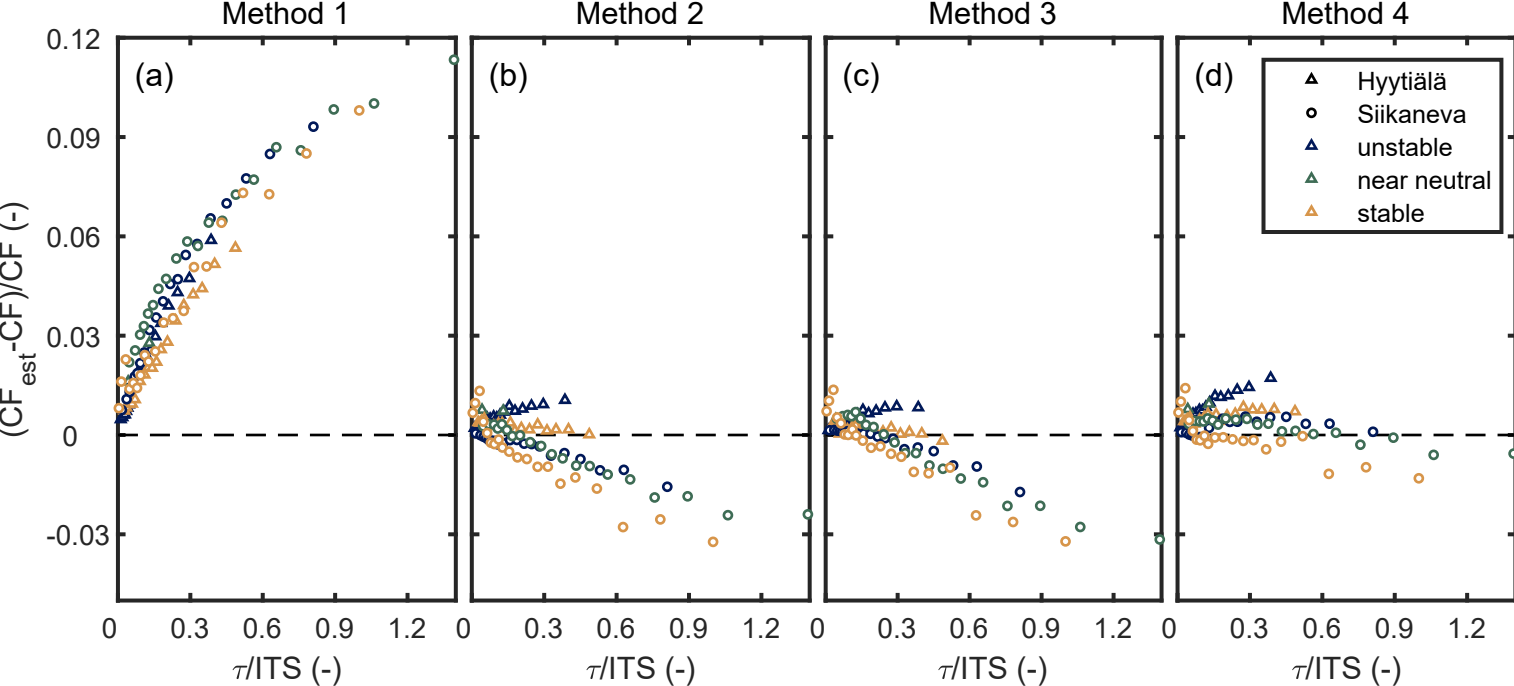 Method 1 Method 2 Method 3 Method 4
(a) (b) (c) (d)
Hyytiälä
Siikaneva
unstable
near neutral
stable
0.12
0.09
0.06
0.03
0
-0.03
(CFest-CF)/CF (-)
0 0.3 0.6 0.9 1.2 0 0.3 0.6 0.9 1.2 0 0.3 0.6 0.9 1.2 0 0.3 0.6 0.9 1.2
τ/ITS (-) τ/ITS (-) τ/ITS (-) τ/ITS (-)